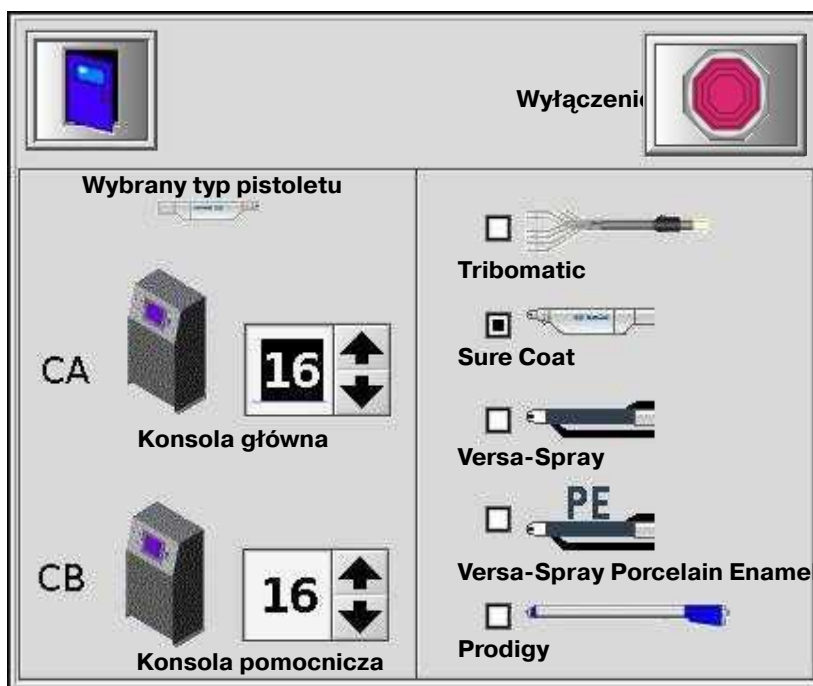 Wyłączenie
Wybrany typ pistoletu
CA
16
Konsola główna
CB
16
Konsola pomocnicza
Tribomatic
Sure Coat
Versa-Spray
PE
Versa-Spray Porcelain Enamel
Prodigy